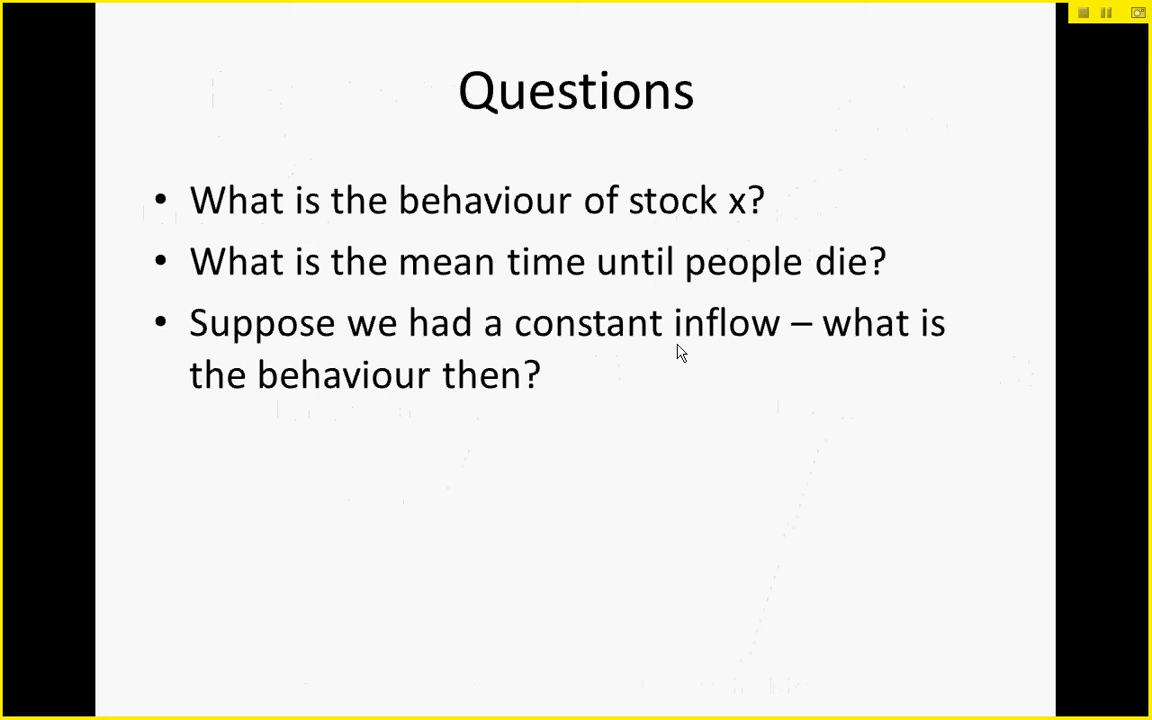 Questions
• What is the behaviour of stock x?
• What is the mean time until people die?
• Suppose we had a constant inflow – what is
the behaviour then?